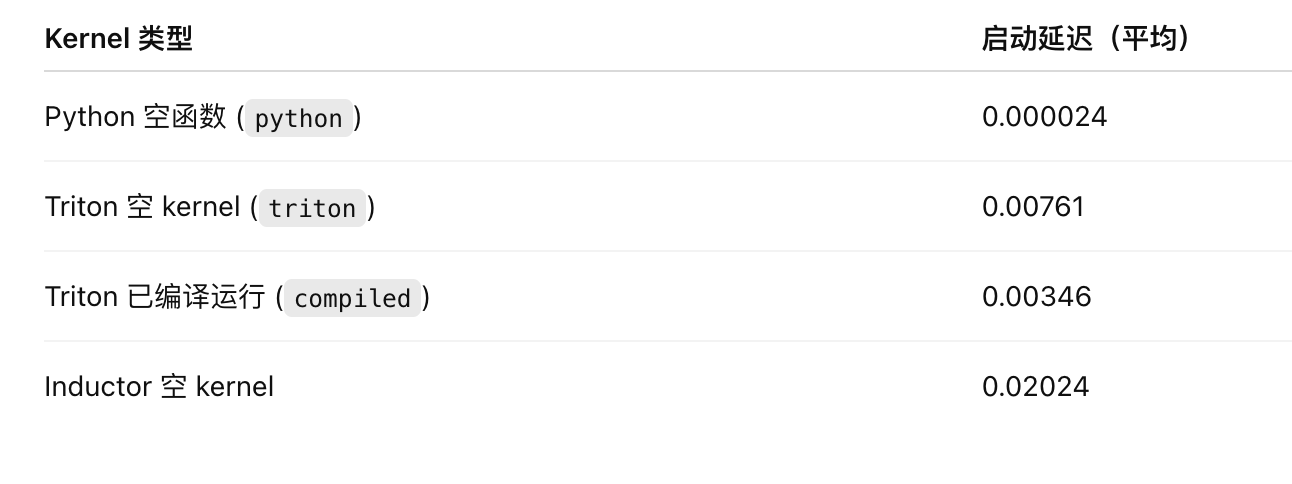 Kernel 类型 启动延迟（平均）
Python 空函数 (python) 0.000024
Triton 空 kernel (triton) 0.00761
Triton 已编译运行 (compiled) 0.00346
Inductor 空 kernel 0.02024